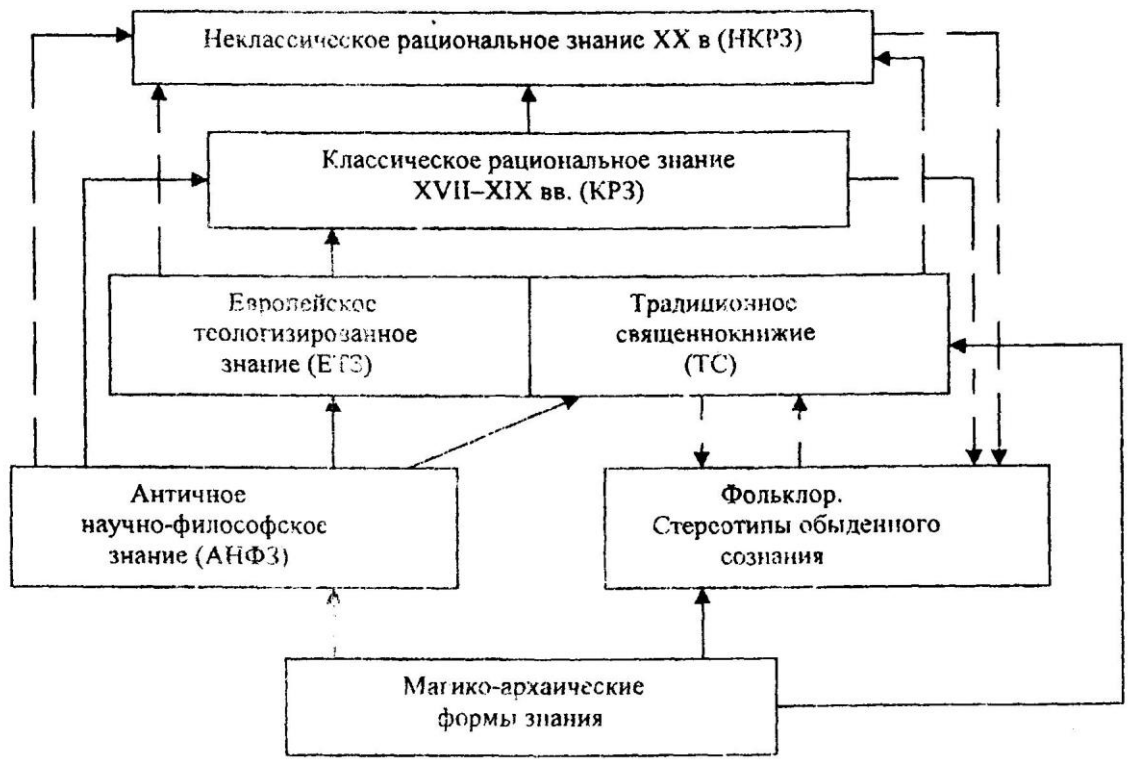 Неклассическое рациональное знание XX в (НКРЗ)
Классическое рациональное знание
XVII–XIX вв. (КРЗ)
Европейское
теологизированное
знание (ЕТЗ)
Традиционное
священнокнижие
(ТС)
Античное
научно-философское
знание (АНФЗ)
Фольклор.
Стереотипы обыденного
сознания
Магико-архаические
формы знания